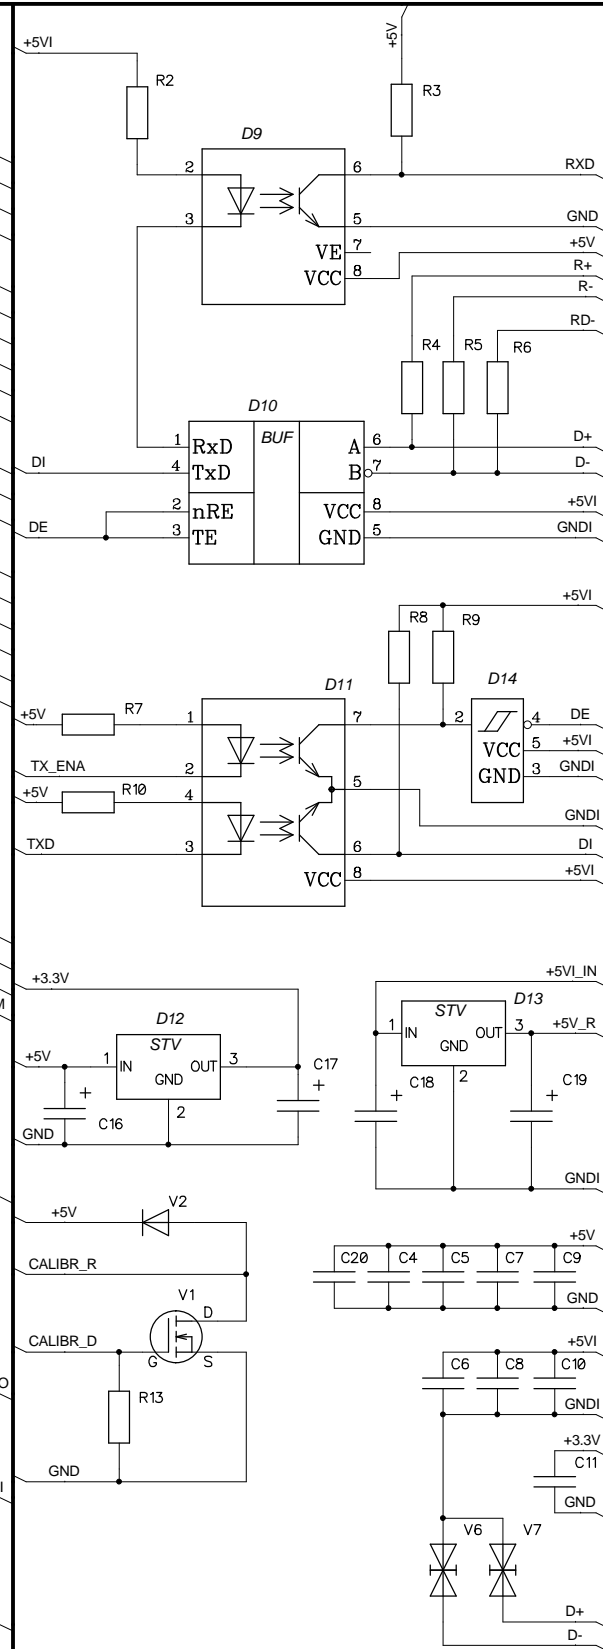 +5VI
+5V
R2
R3
D9
2
6
RXD
3
5
GND
VE
7
+5V
VCC
8
R+
R-
RD-
R4
R5
R6
D10
BUF
1
RxD
A
6
D+
DI
4
TxD
B
7
D-
2
nRE
VCC
8
+5VI
DE
3
TE
GND
5
GNDI
+5VI
R8
R9
D11
D14
+5V
R7
1
7
2
4
DE
VCC
5
+5VI
TX_ENA
2
GND
3
GNDI
+5V
R10
4
5
GNDI
TXD
3
6
DI
VCC
8
+5VI
+3.3V
+5VI_IN
M
D12
STV
STV
D13
1
IN
OUT
3
+5V_R
GND
+5V
1
IN
OUT
3
C17
GND
2
C18
C19
+
+
+
+
2
C16
GND
GNDI
+5V
V2
+5V
CALIBR_R
C20
C4
C5
C7
C9
V1
D
GND
CALIBR_D
G
S
+5VI
C6
C8
C10
O
R13
GNDI
+3.3V
C11
GND
I
GND
V6
V7
D+
D-